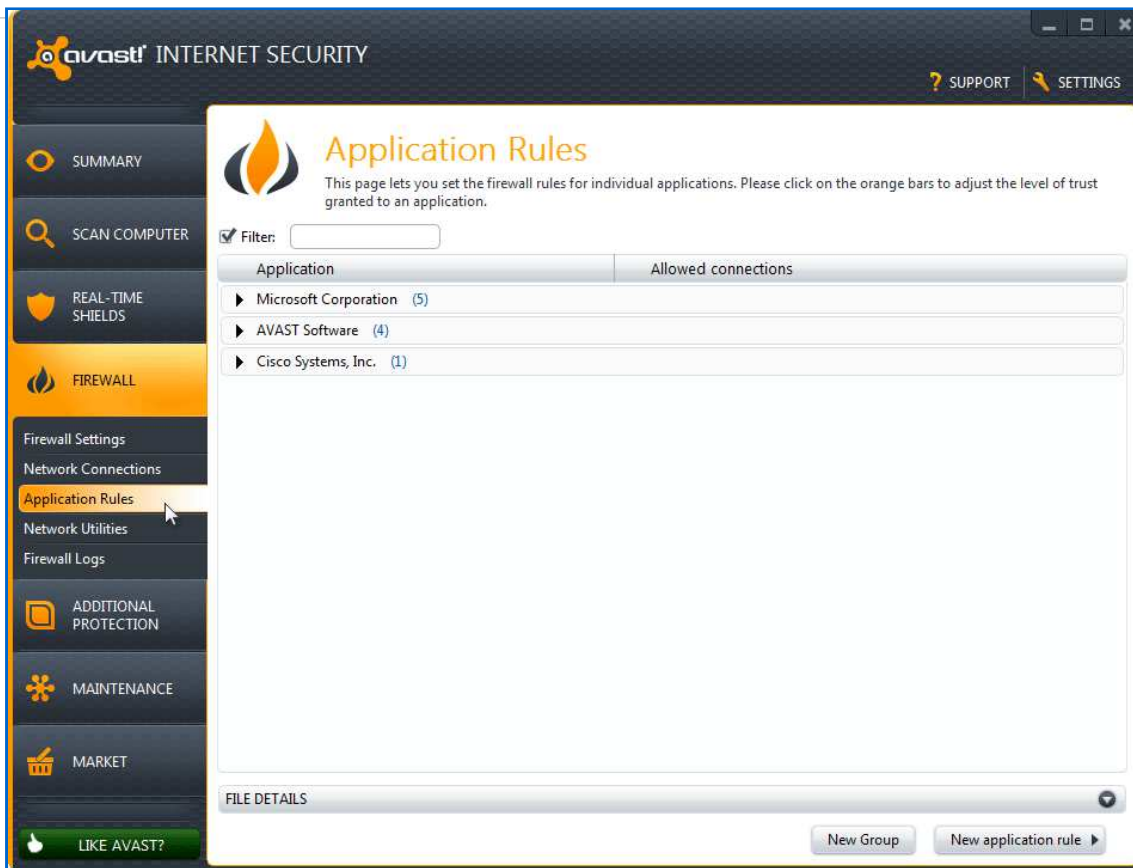 avast! INTERNET SECURITY
? SUPPORT
SETTINGS
SUMMARY
SCAN COMPUTER
REAL-TIME
SHIELDS
FIREWALL
Firewall Settings
Network Connections
Application Rules
Network Utilities
Firewall Logs
ADDITIONAL
PROTECTION
MAINTENANCE
MARKET
LIKE AVAST?
Application Rules
This page lets you set the firewall rules for individual applications. Please click on the orange bars to adjust the level of trust
granted to an application.
Filter:
Application Allowed connections
Microsoft Corporation (5)
AVAST Software (4)
Cisco Systems, Inc. (1)
FILE DETAILS
New Group
New application rule